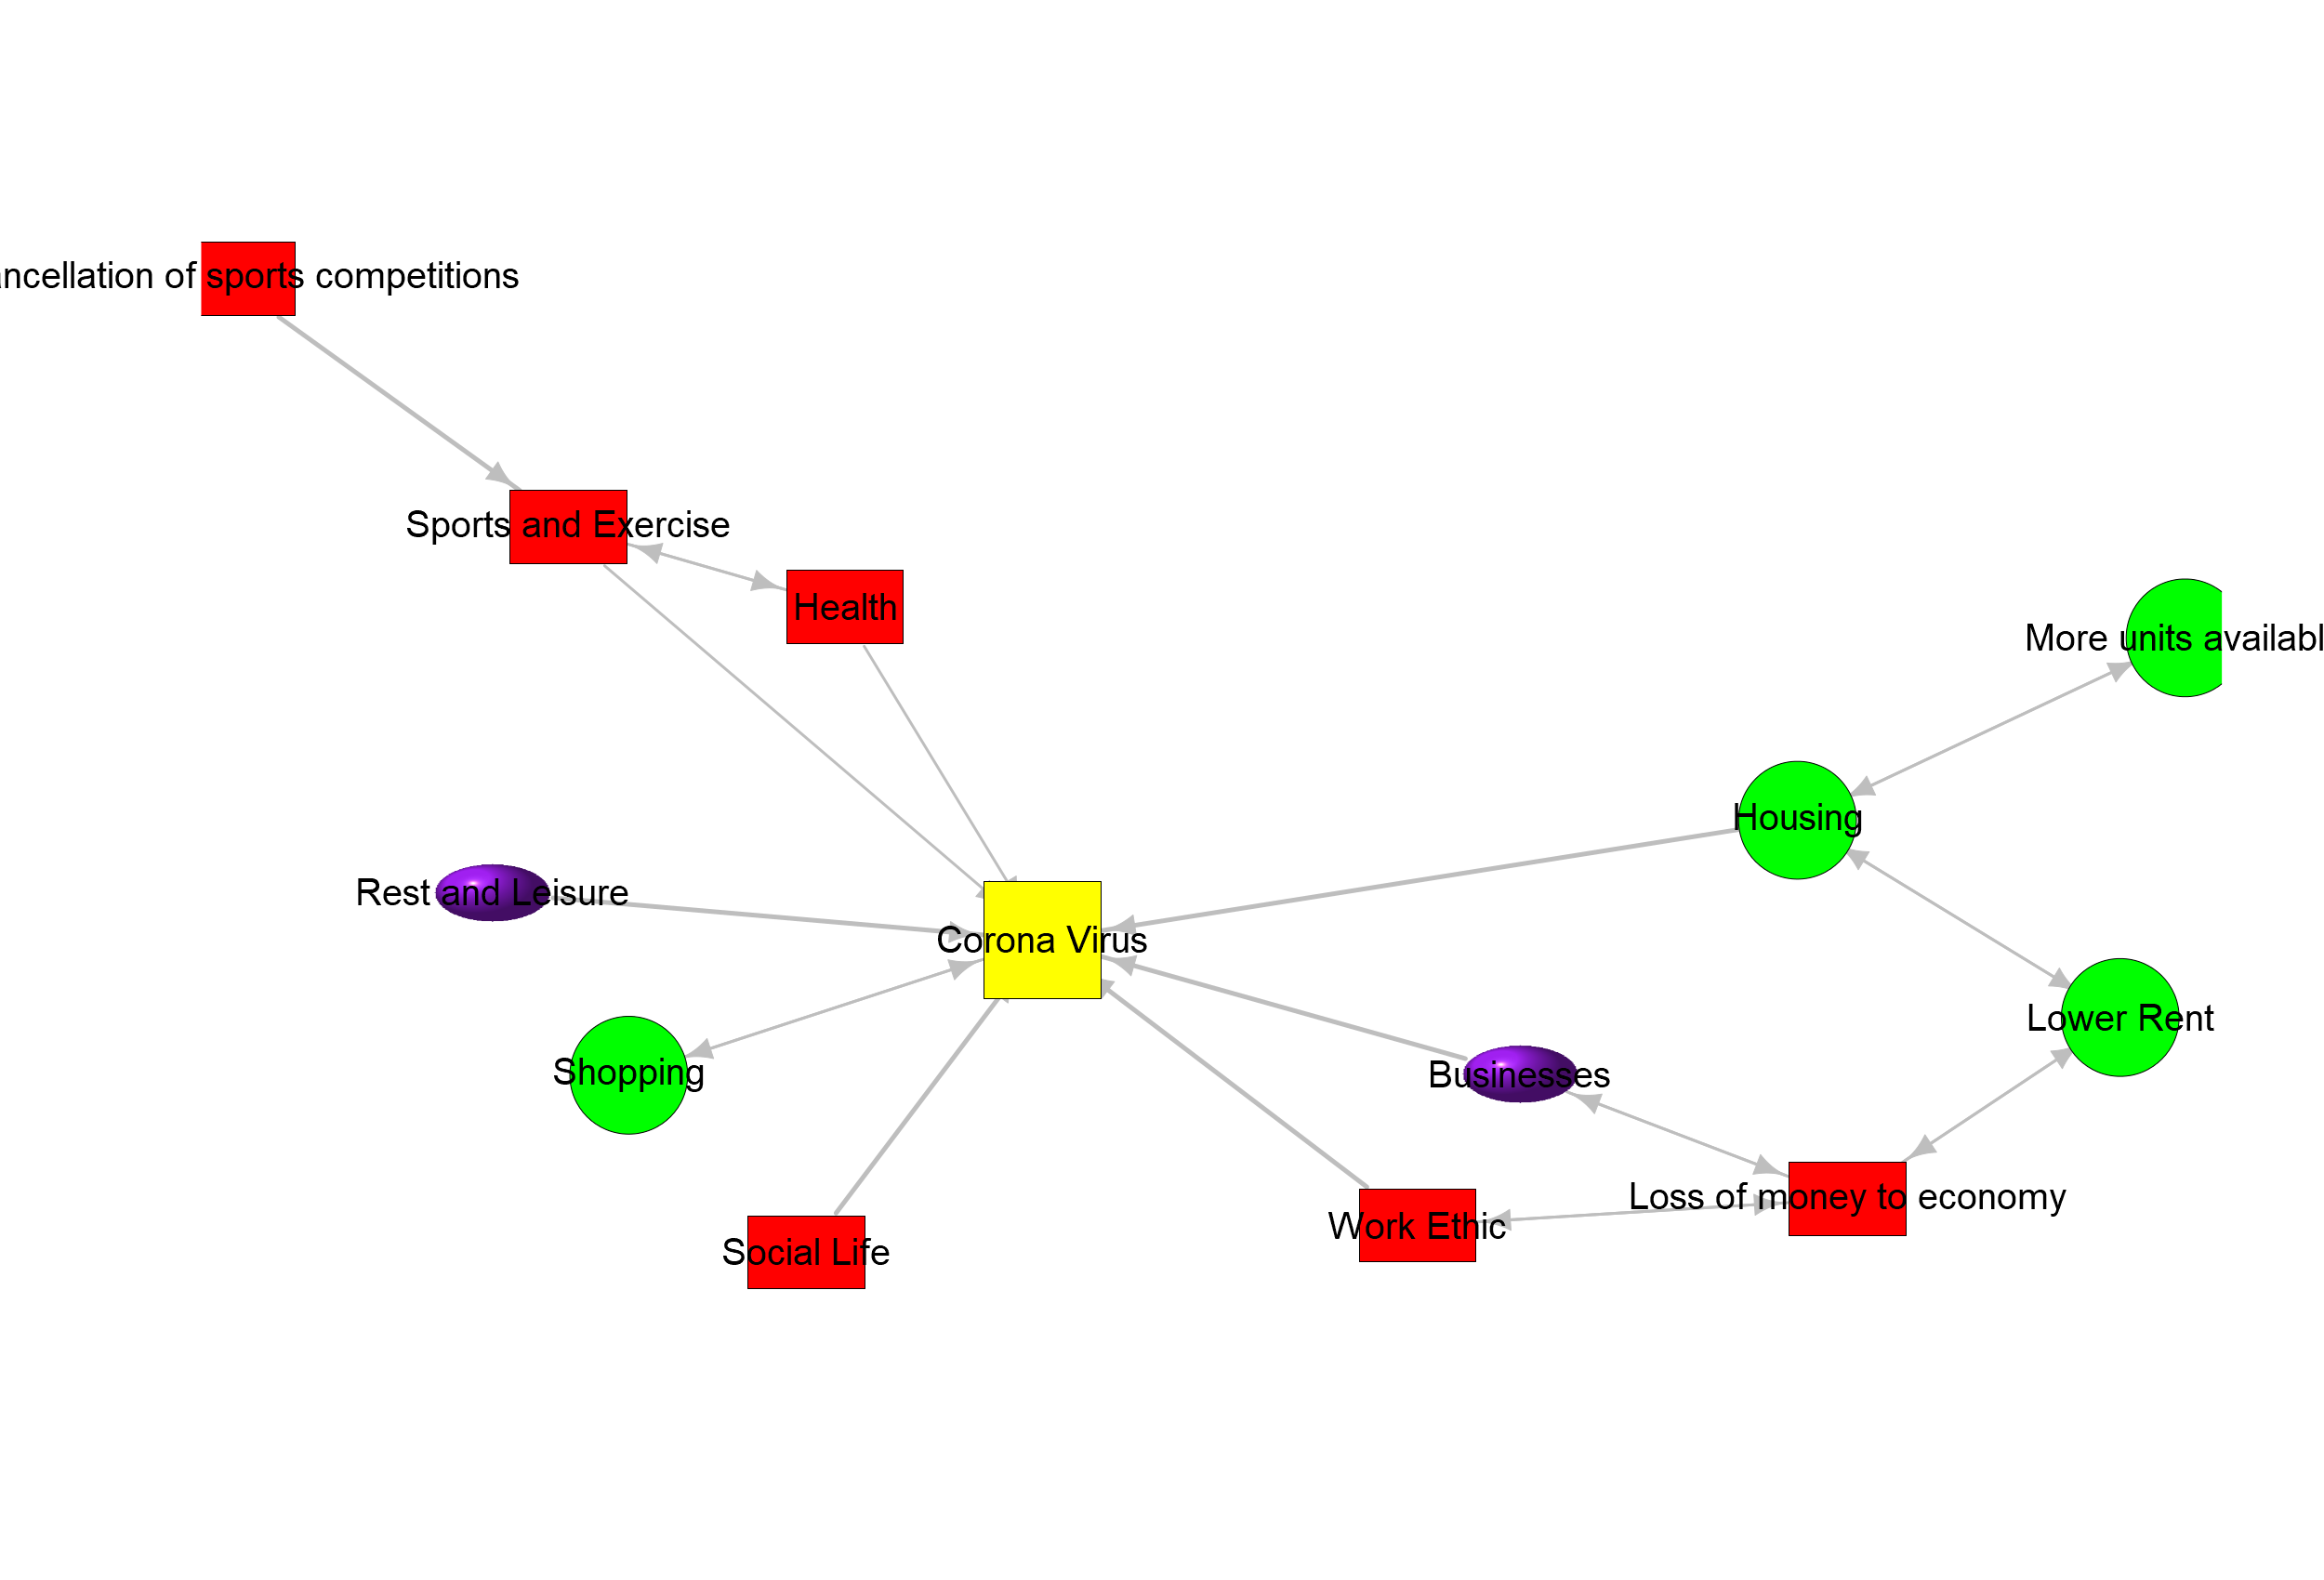 ancellation of sports competitions
Sports and Exercise
Health
More units availabl
Housing
Rest and Leisure
Corona Virus
Lower Rent
Shopping
Businesses
Loss of money to economy
Work Ethic
Social Life